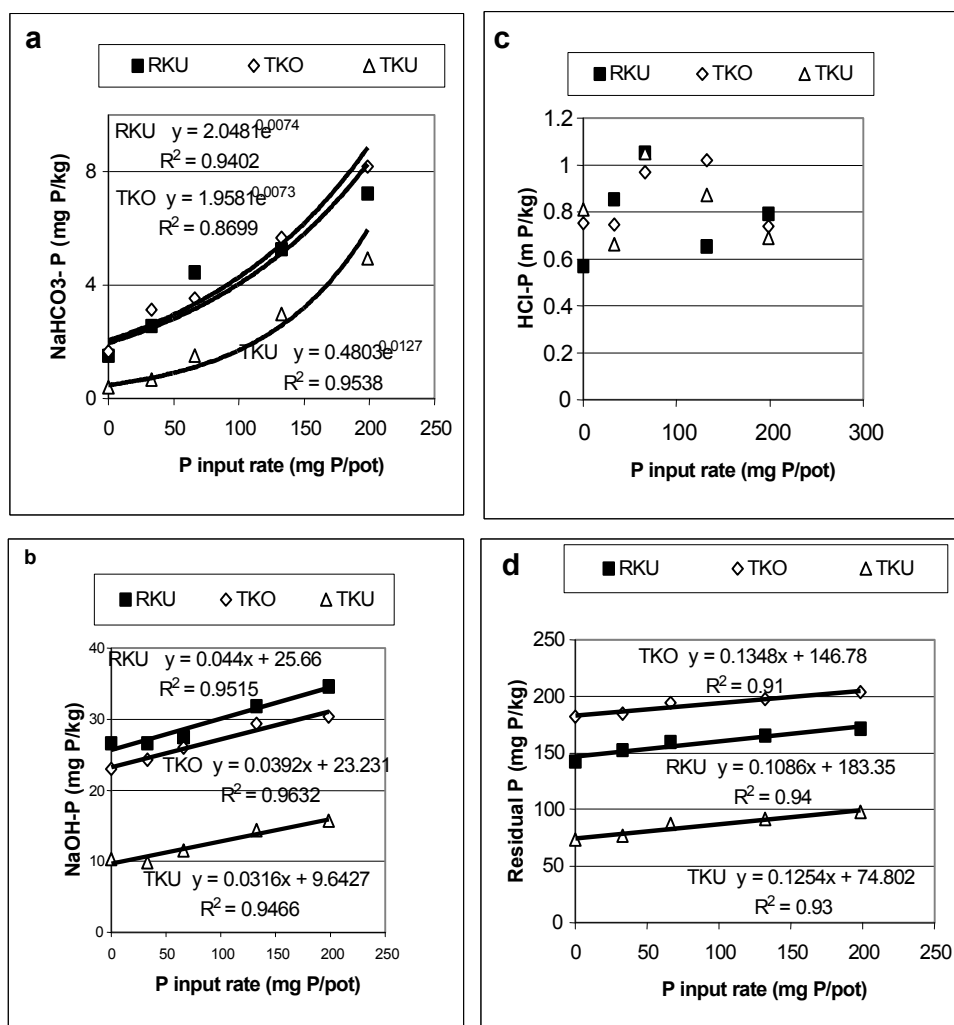 a
RKU TKO TKU
RKU y = 2.0481e^0.0074
R² = 0.9402
TKO y = 1.9581e^0.0073
R² = 0.8699
TKU y = 0.4803e^0.0127
R² = 0.9538
8
4
0
0 50 100 150 200 250
NaHCO3- P (mg P/kg)
P input rate (mg P/pot)
c
RKU TKO TKU
1.2
1
0.8
0.6
0.4
0.2
0
0 100 200 300
HCl-P (m P/kg)
P input rate (mg P/pot)
b
RKU TKO TKU
40
30
20
10
0
RKU y = 0.044x + 25.66
R² = 0.9515
TKO y = 0.0392x + 23.231
R² = 0.9632
TKU y = 0.0316x + 9.6427
R² = 0.9466
0 50 100 150 200 250
NaOH-P (mg P/kg)
P input rate (mg P/pot)
d
RKU TKO TKU
250
200
150
100
50
0
TKO y = 0.1348x + 146.78
R² = 0.91
RKU y = 0.1086x + 183.35
R² = 0.94
TKU y = 0.1254x + 74.802
R² = 0.93
0 50 100 150 200 250
Residual P (mg P/kg)
P input rate (mg P/pot)